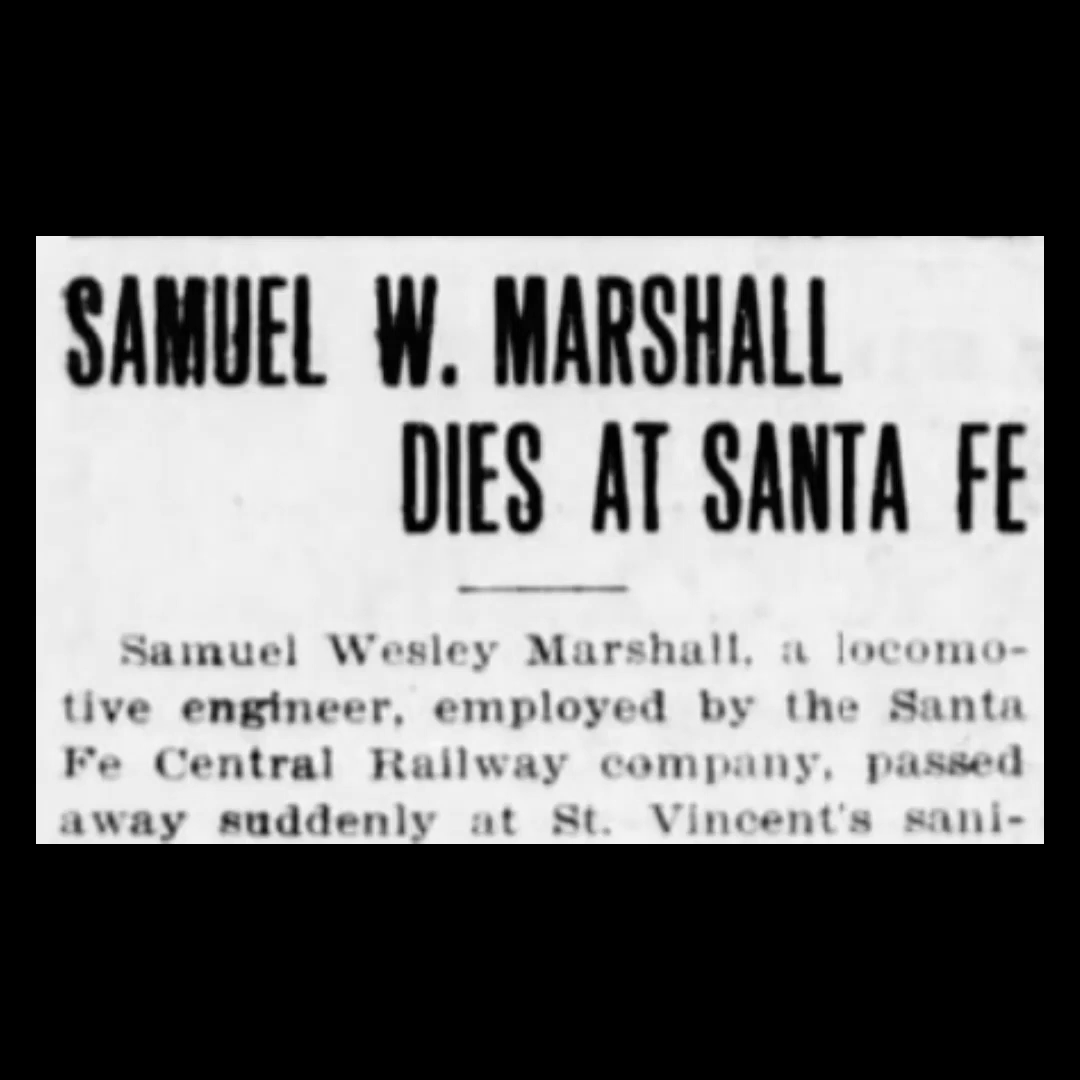 SAMUEL W. MARSHALL
DIES AT SANTA FE
Samuel Wesley Marshall, a locomo-
tive engineer, employed by the Santa
Fe Central Railway company, passed
away suddenly at St. Vincent's sani-